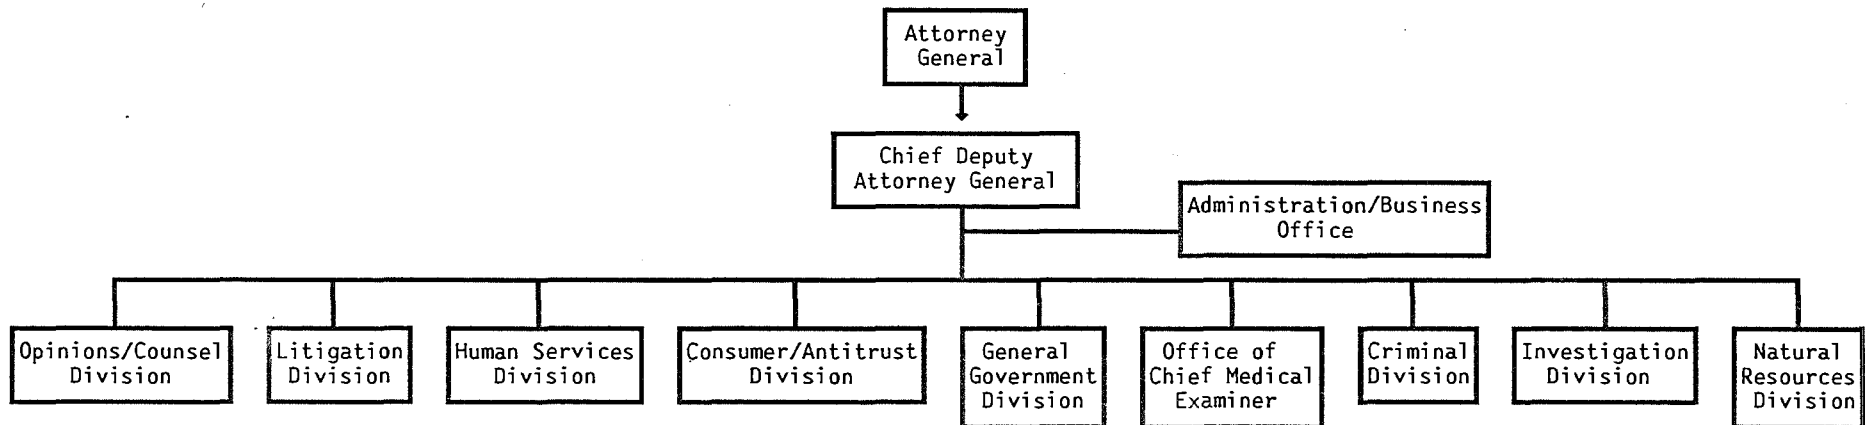 Attorney
General
Chief Deputy
Attorney General
Administration/Business
Office
Opinions/Counsel
Division
Litigation
Division
Human Services
Division
Consumer/Antitrust
Division
General
Government
Division
Office of
Chief Medical
Examiner
Criminal
Division
Investigation
Division
Natural
Resources
Division